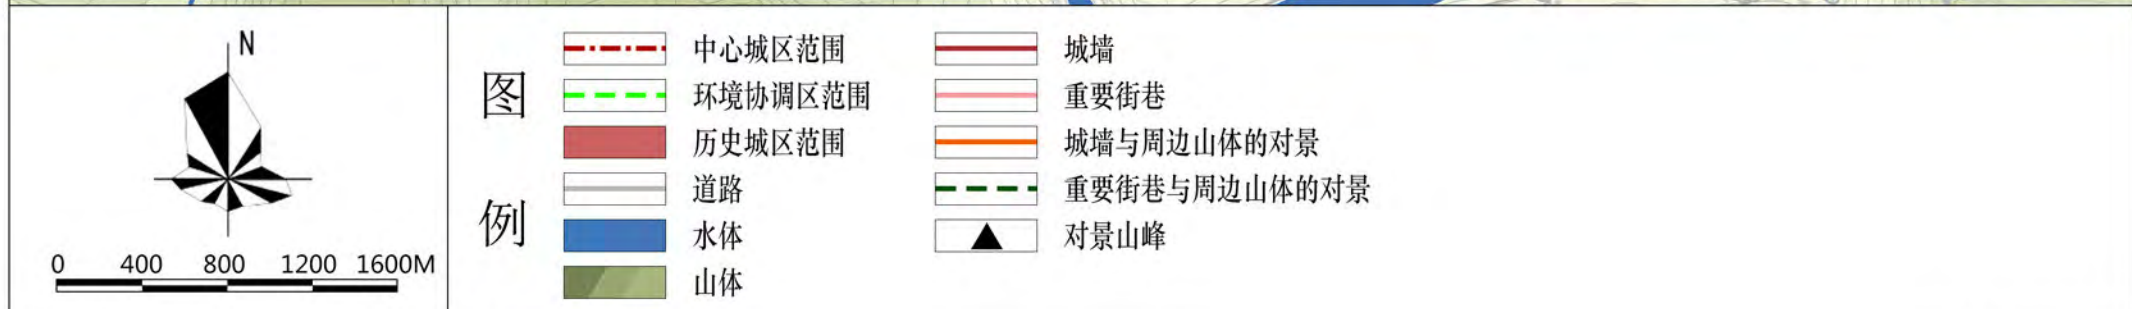 N
0 400 800 1200 1600M
图例
中心城区范围
环境协调区范围
历史城区范围
道路
水体
山体
城墙
重要街巷
城墙与周边山体的对景
重要街巷与周边山体的对景
对景山峰